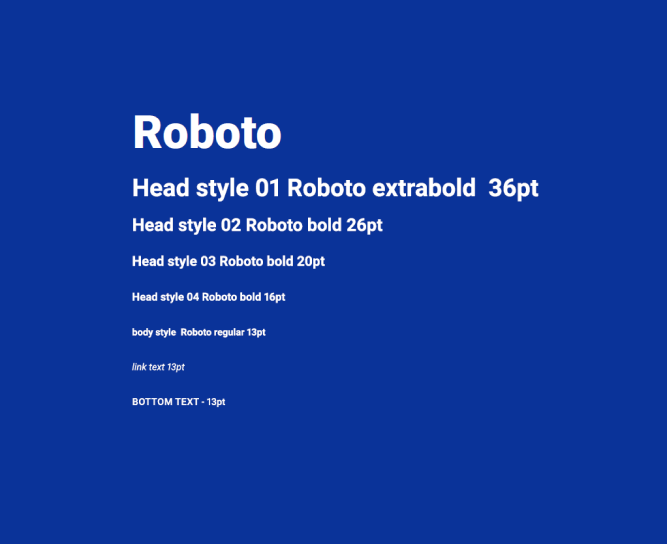 Roboto
Head style 01 Roboto extrabold  36pt
Head style 02 Roboto bold 26pt
Head style 03 Roboto bold 20pt
Head style 04 Roboto bold 16pt
body style  Roboto regular 13pt
link text 13pt
BOTTOM TEXT - 13pt